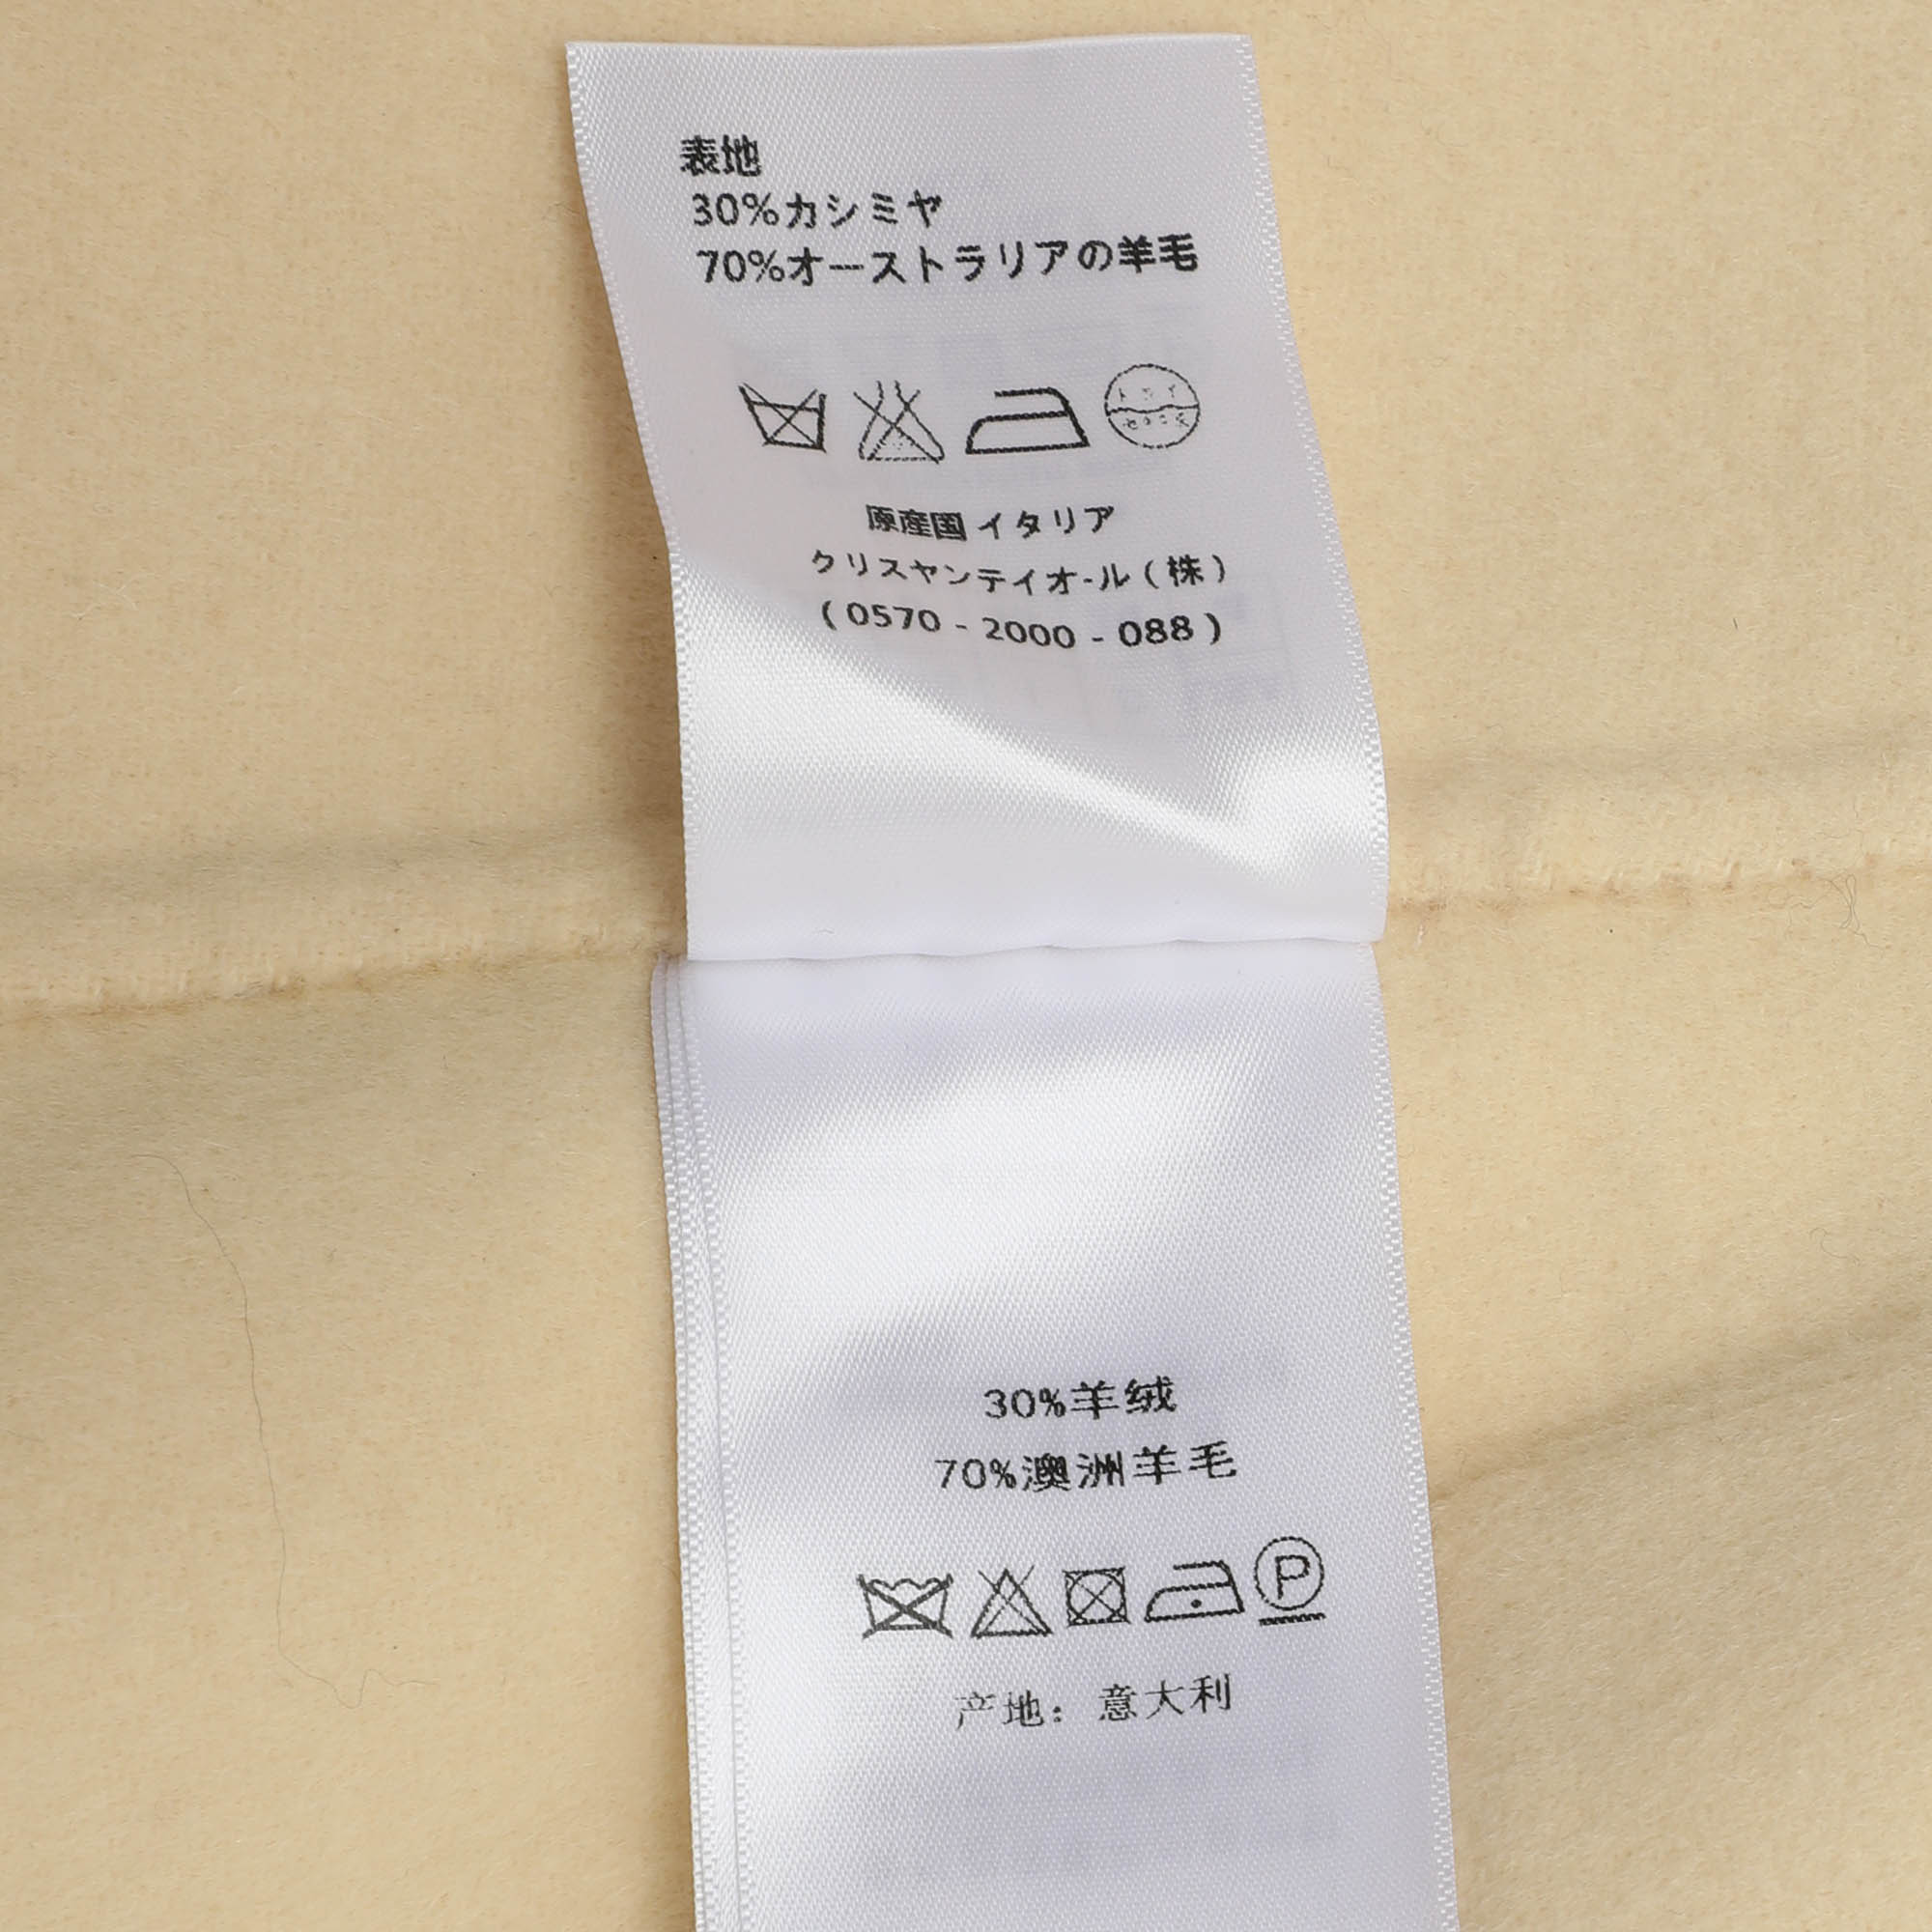 表地
30%カシミヤ
70%オーストラリアの羊毛
原産国イタリア
クリスヤンテイオ-ル(株)
(0570-2000-088)
30%羊绒
70%澳洲羊毛
P
产地：意大利